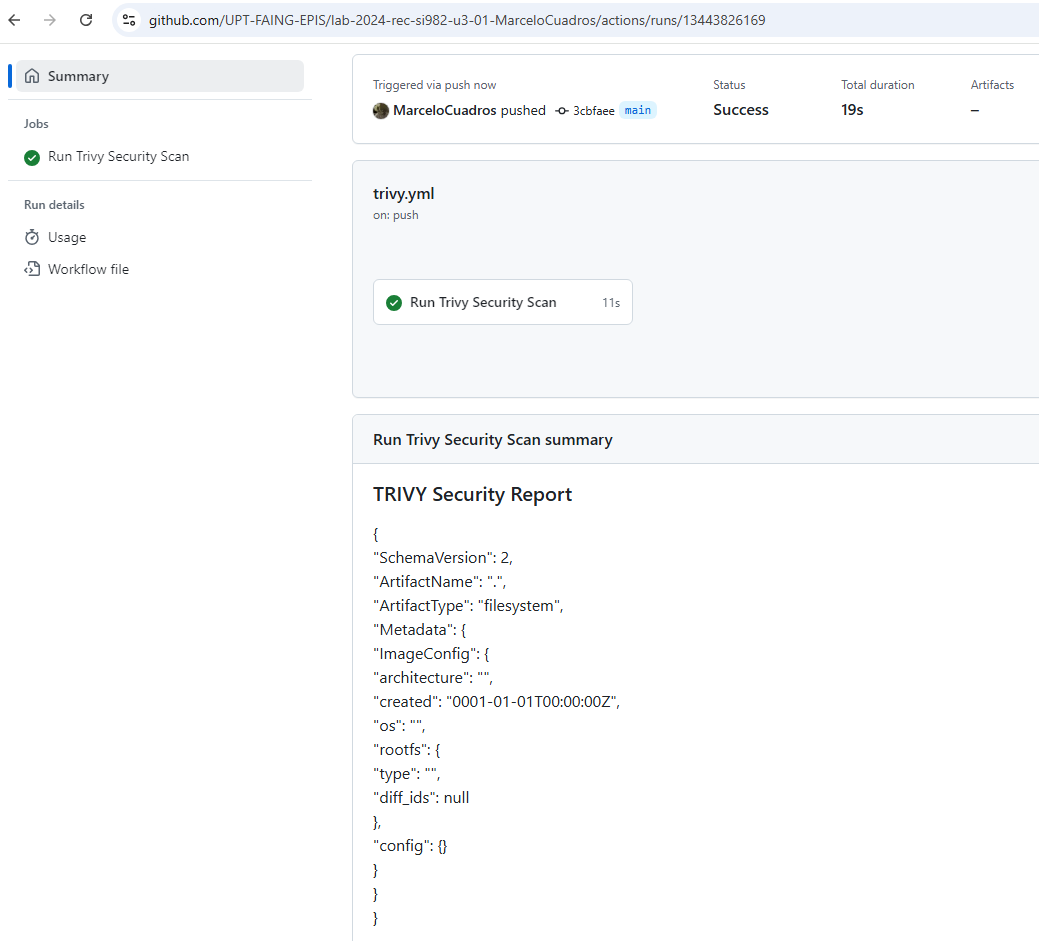 github.com/UPT-FAING-EPIS/lab-2024-rec-si982-u3-01-MarceloCuadros/actions/runs/13443826169
Summary
Jobs
Run Trivy Security Scan
Run details
Usage
Workflow file
Triggered via push now
MarceloCuadros pushed 3cbfaee main
Status
Success
Total duration
19s
Artifacts
–
trivy.yml
on: push
Run Trivy Security Scan 11s
Run Trivy Security Scan summary
TRIVY Security Report
{
"SchemaVersion": 2,
"ArtifactName": ".",
"ArtifactType": "filesystem",
"Metadata": {
"ImageConfig": {
"architecture": "",
"created": "0001-01-01T00:00:00Z",
"os": "",
"rootfs": {
"type": "",
"diff_ids": null
},
"config": {}
}
}
}